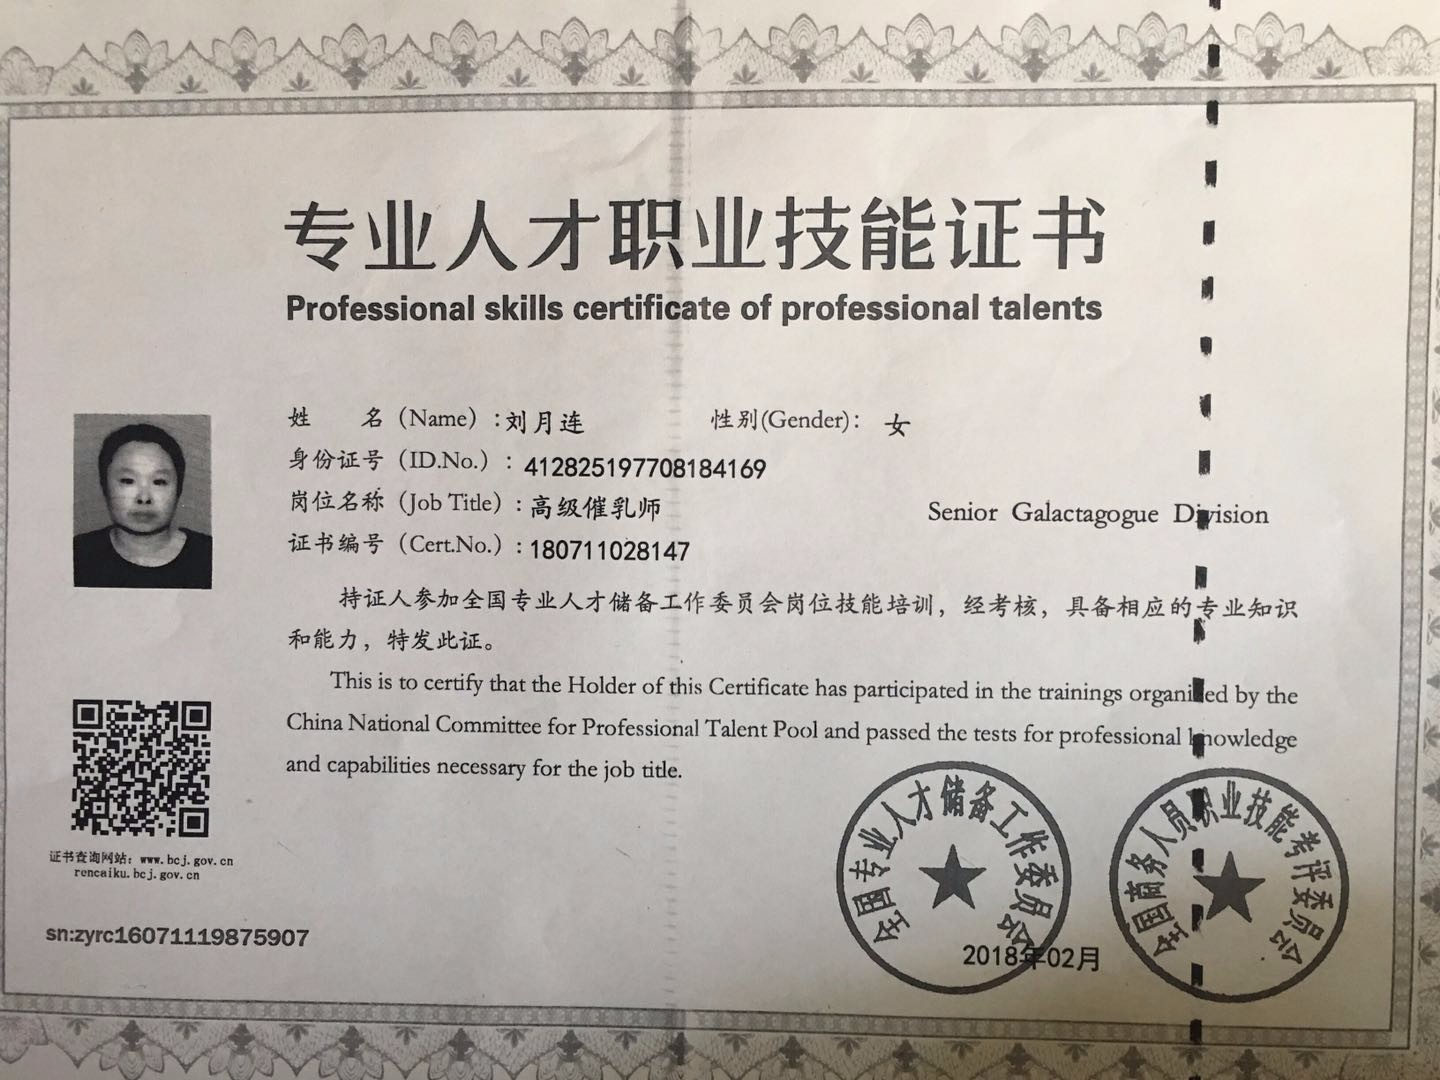 专业人才职业技能证书
Professional skills certificate of professional talents
姓 名（Name）：刘月连 性别(Gender)： 女
身份证号（ID.No.）：412825197708184169
岗位名称（Job Title）：高级催乳师 Senior Galactagogue Division
证书编号（Cert.No.）：180711028147
持证人参加全国专业人才储备工作委员会岗位技能培训，经考核，具备相应的专业知识
和能力，特发此证。
This is to certify that the Holder of this Certificate has participated in the trainings organized by the
China National Committee for Professional Talent Pool and passed the tests for professional knowledge
and capabilities necessary for the job title.
证书查询网站：www.bcj.gov.cn
rencaiku.bcj.gov.cn
sn:zyrc16071119875907
全国专业人才储备工作委员会
全国商务人员职业技能考评委员会
2018年02月